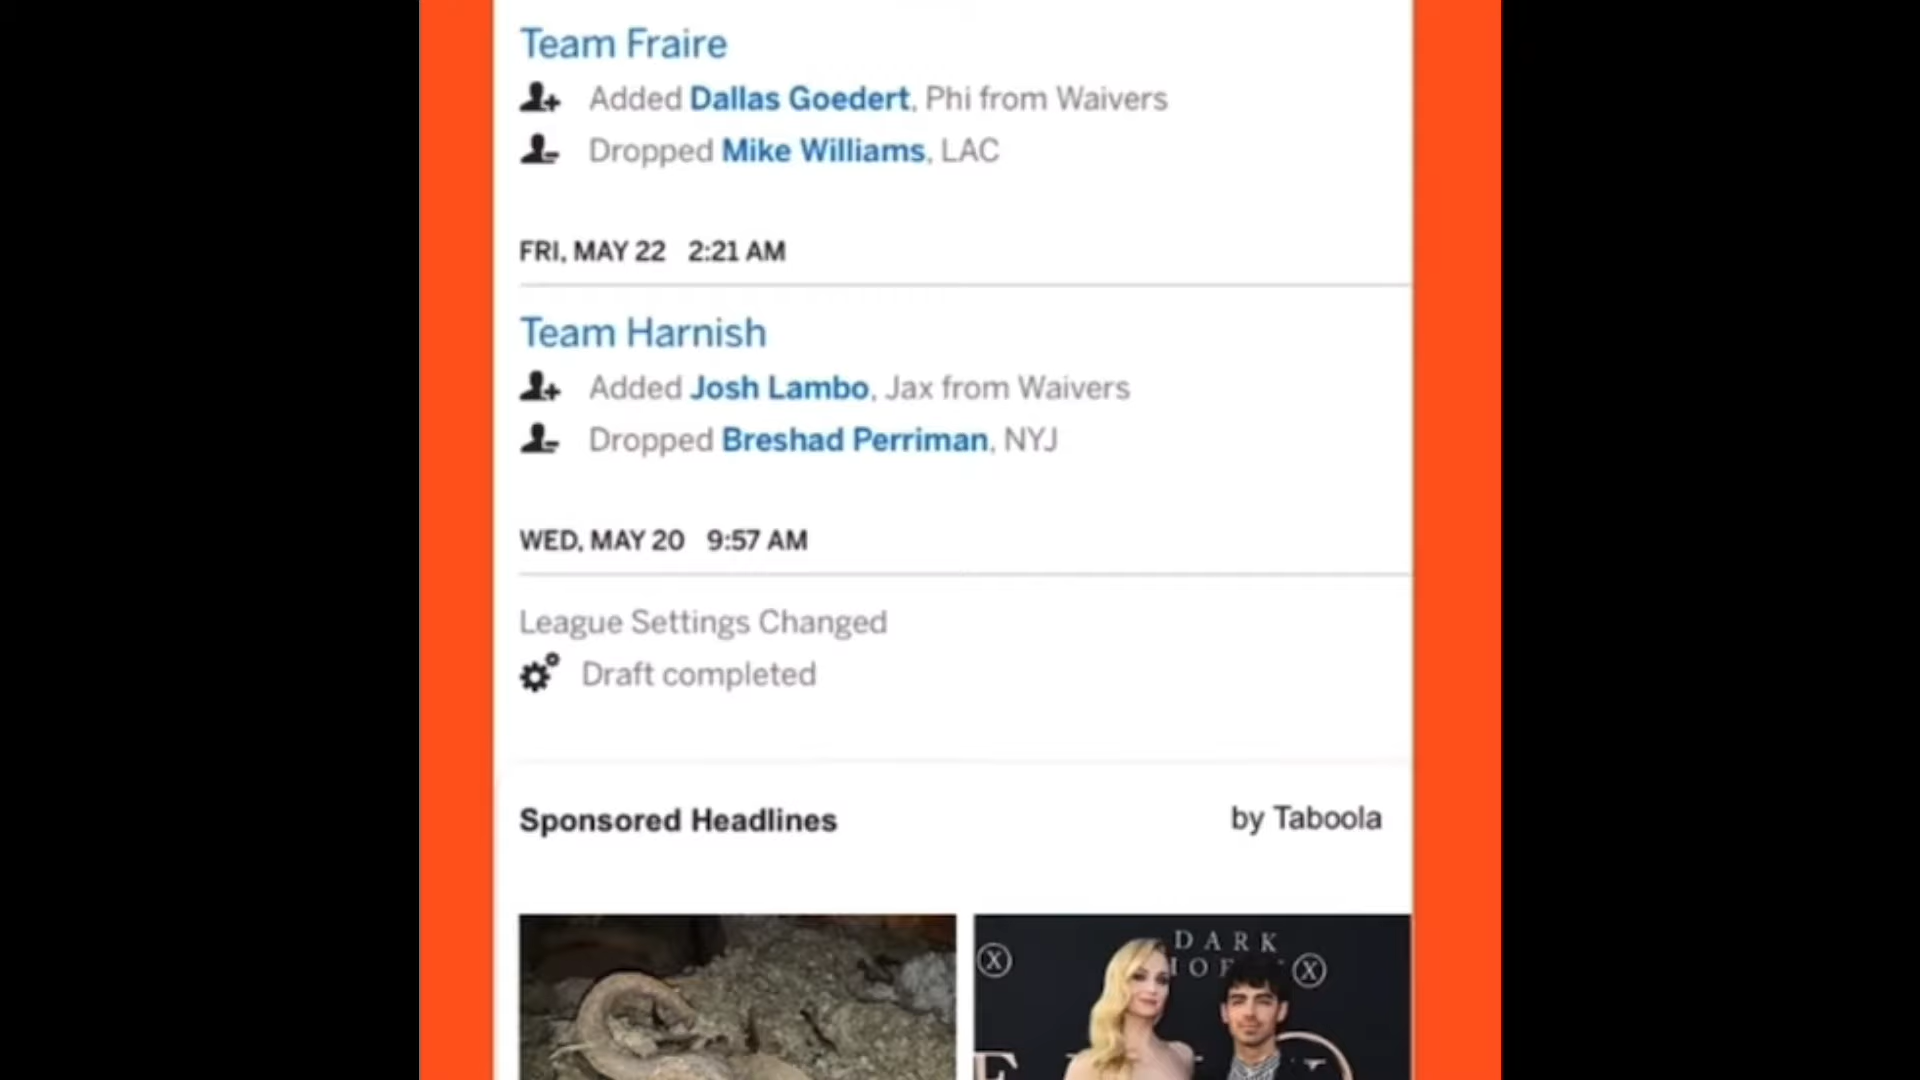 Team Fraire
Added Dallas Goedert, Phi from Waivers
Dropped Mike Williams, LAC
FRI, MAY 22 2:21 AM
Team Harnish
Added Josh Lambo, Jax from Waivers
Dropped Breshad Perriman, NYJ
WED, MAY 20 9:57 AM
League Settings Changed
Draft completed
Sponsored Headlines by Taboola
DARK